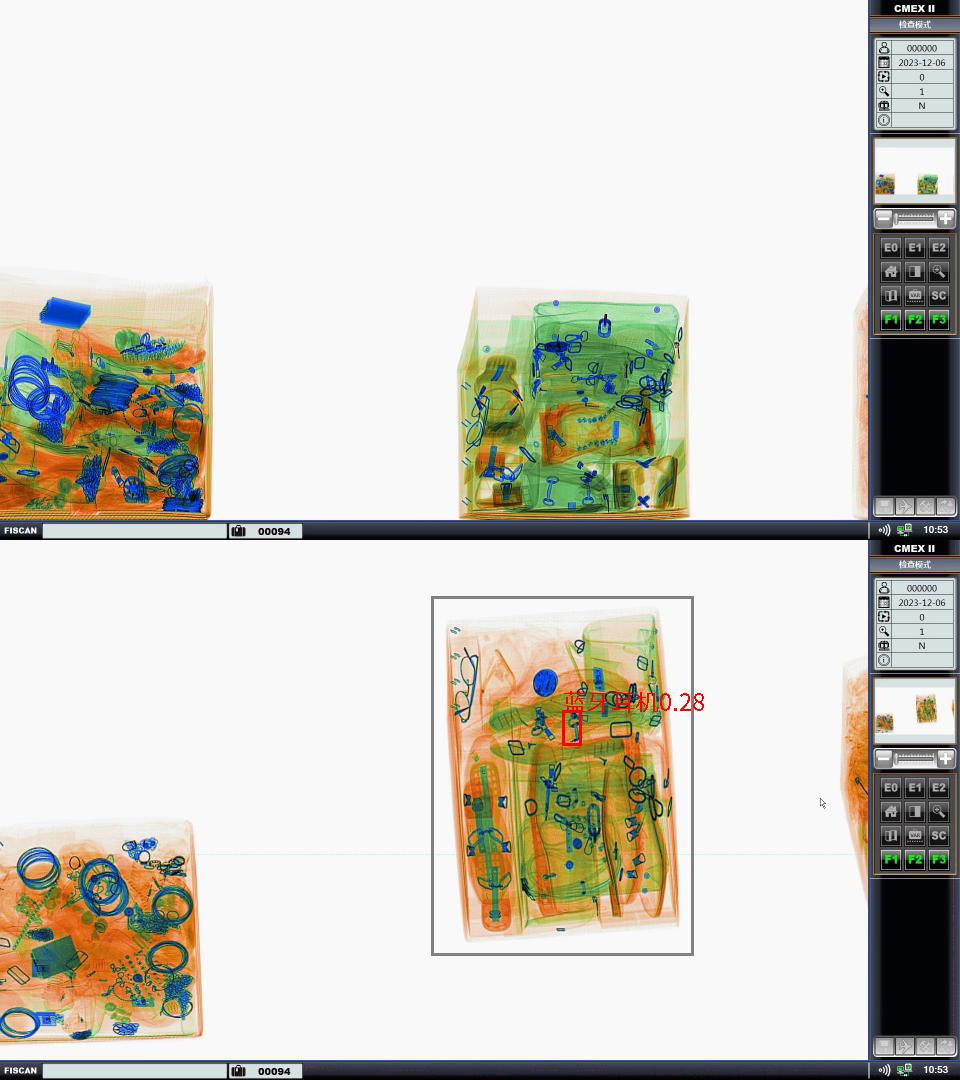 CMEX II
检查模式
000000
2023-12-06
0
1
N
E0 E1 E2
SC
F1 F2 F3
FISCAN
00094
10:53
CMEX II
检查模式
000000
2023-12-06
0
1
N
蓝牙耳机0.28
E0 E1 E2
SC
F1 F2 F3
FISCAN
00094
10:53